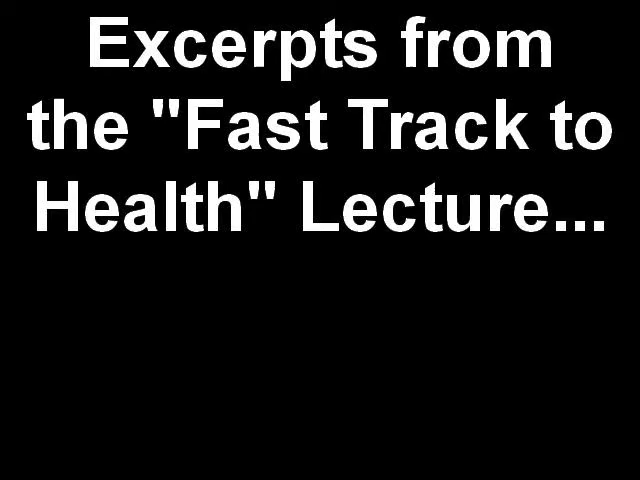 Excerpts from
the "Fast Track to
Health" Lecture...